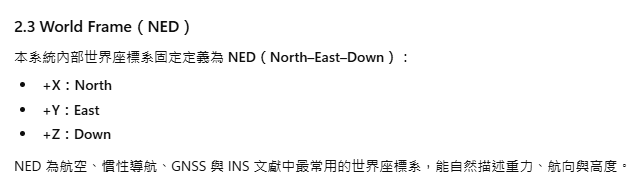 2.3 World Frame（NED）
本系統內部世界座標系固定定義為 NED（North–East–Down）：
• +X：North
• +Y：East
• +Z：Down
NED 為航空、慣性導航、GNSS 與 INS 文獻中最常用的世界座標系，能自然描述重力、航向與高度。